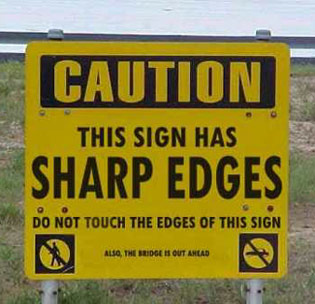 CAUTION
THIS SIGN HAS
SHARP EDGES
DO NOT TOUCH THE EDGES OF THIS SIGN
ALSO, THE BRIDGE IS OUT AHEAD